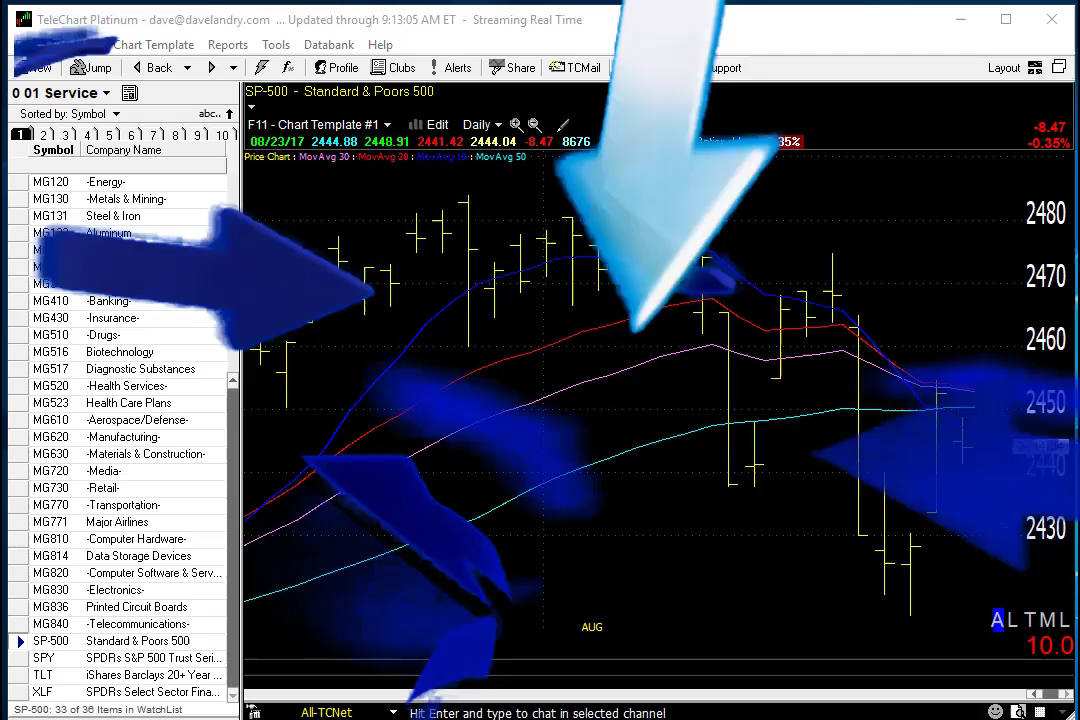 TeleChart Platinum - dave@davelandry.com ... Updated through 9:13:05 AM ET - Streaming Real Time
Chart Template Reports Tools Databank Help
New Jump Back Profile Clubs Alerts Share TCMail upport Layout
0 01 Service
Sorted by: Symbol abc..
1 2 3 4 5 6 7 8 9 10
Symbol Company Name
MG120 -Energy-
MG130 -Metals & Mining-
MG131 Steel & Iron
Aluminum
MG410 -Banking-
MG430 -Insurance-
MG510 -Drugs-
MG516 Biotechnology
MG517 Diagnostic Substances
MG520 -Health Services-
MG523 Health Care Plans
MG610 -Aerospace/Defense-
MG620 -Manufacturing-
MG630 -Materials & Construction-
MG720 -Media-
MG730 -Retail-
MG770 -Transportation-
MG771 Major Airlines
MG810 -Computer Hardware-
MG814 Data Storage Devices
MG820 -Computer Software & Serv...
MG830 -Electronics-
MG836 Printed Circuit Boards
MG840 -Telecommunications-
SP-500 Standard & Poors 500
SPY SPDRs S&P 500 Trust Seri...
TLT iShares Barclays 20+ Year ...
XLF SPDRs Select Sector Fina...
SP-500: 33 of 36 Items in WatchList
SP-500 - Standard & Poors 500
F11 - Chart Template #1 Edit Daily
08/23/17 2444.88 2448.91 2441.42 2444.04 -8.47 8676
35%
-8.47
-0.35%
Price Chart : MovAvg 30 : MovAvg 20 : MovAvg 10 : MovAvg 50
2480
2470
2460
2450
2440
2430
AUG
A L T M L
10.0
All-TCNet Hit Enter and type to chat in selected channel